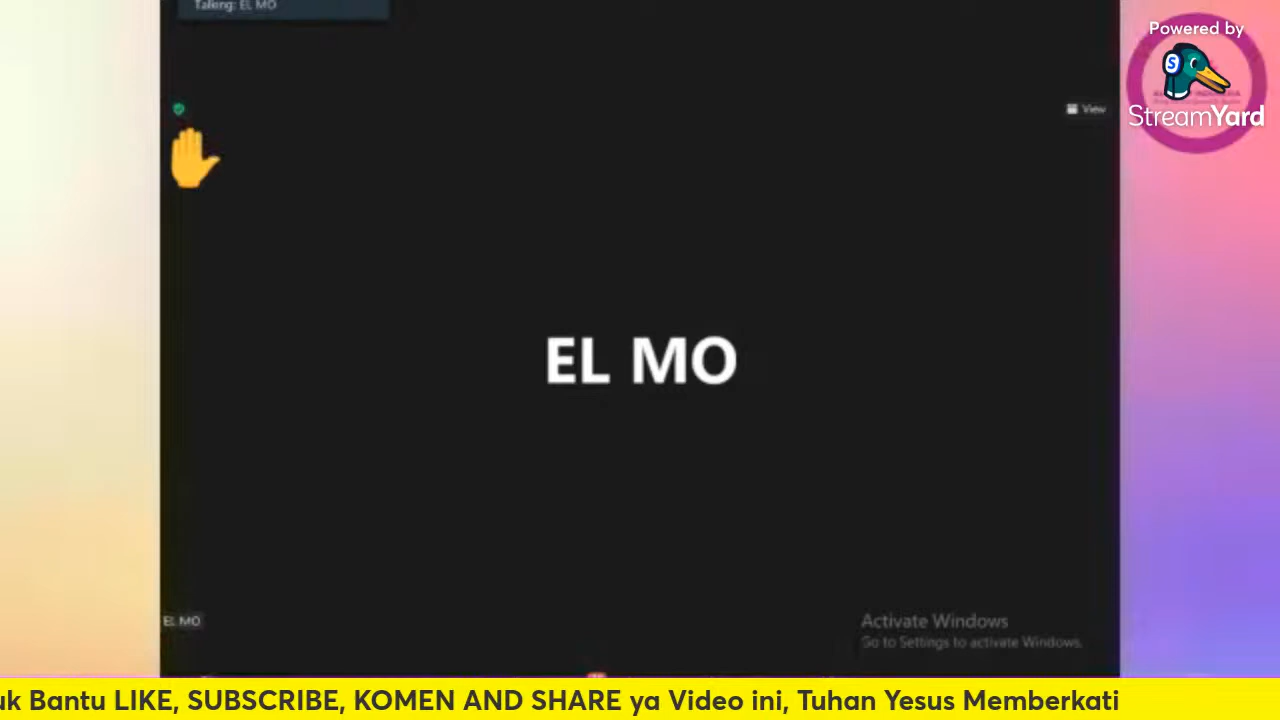 Talking: EL MO
Powered by
StreamYard
View
EL MO
EL MO
Activate Windows
Go to Settings to activate Windows.
uk Bantu LIKE, SUBSCRIBE, KOMEN AND SHARE ya Video ini, Tuhan Yesus Memberkati